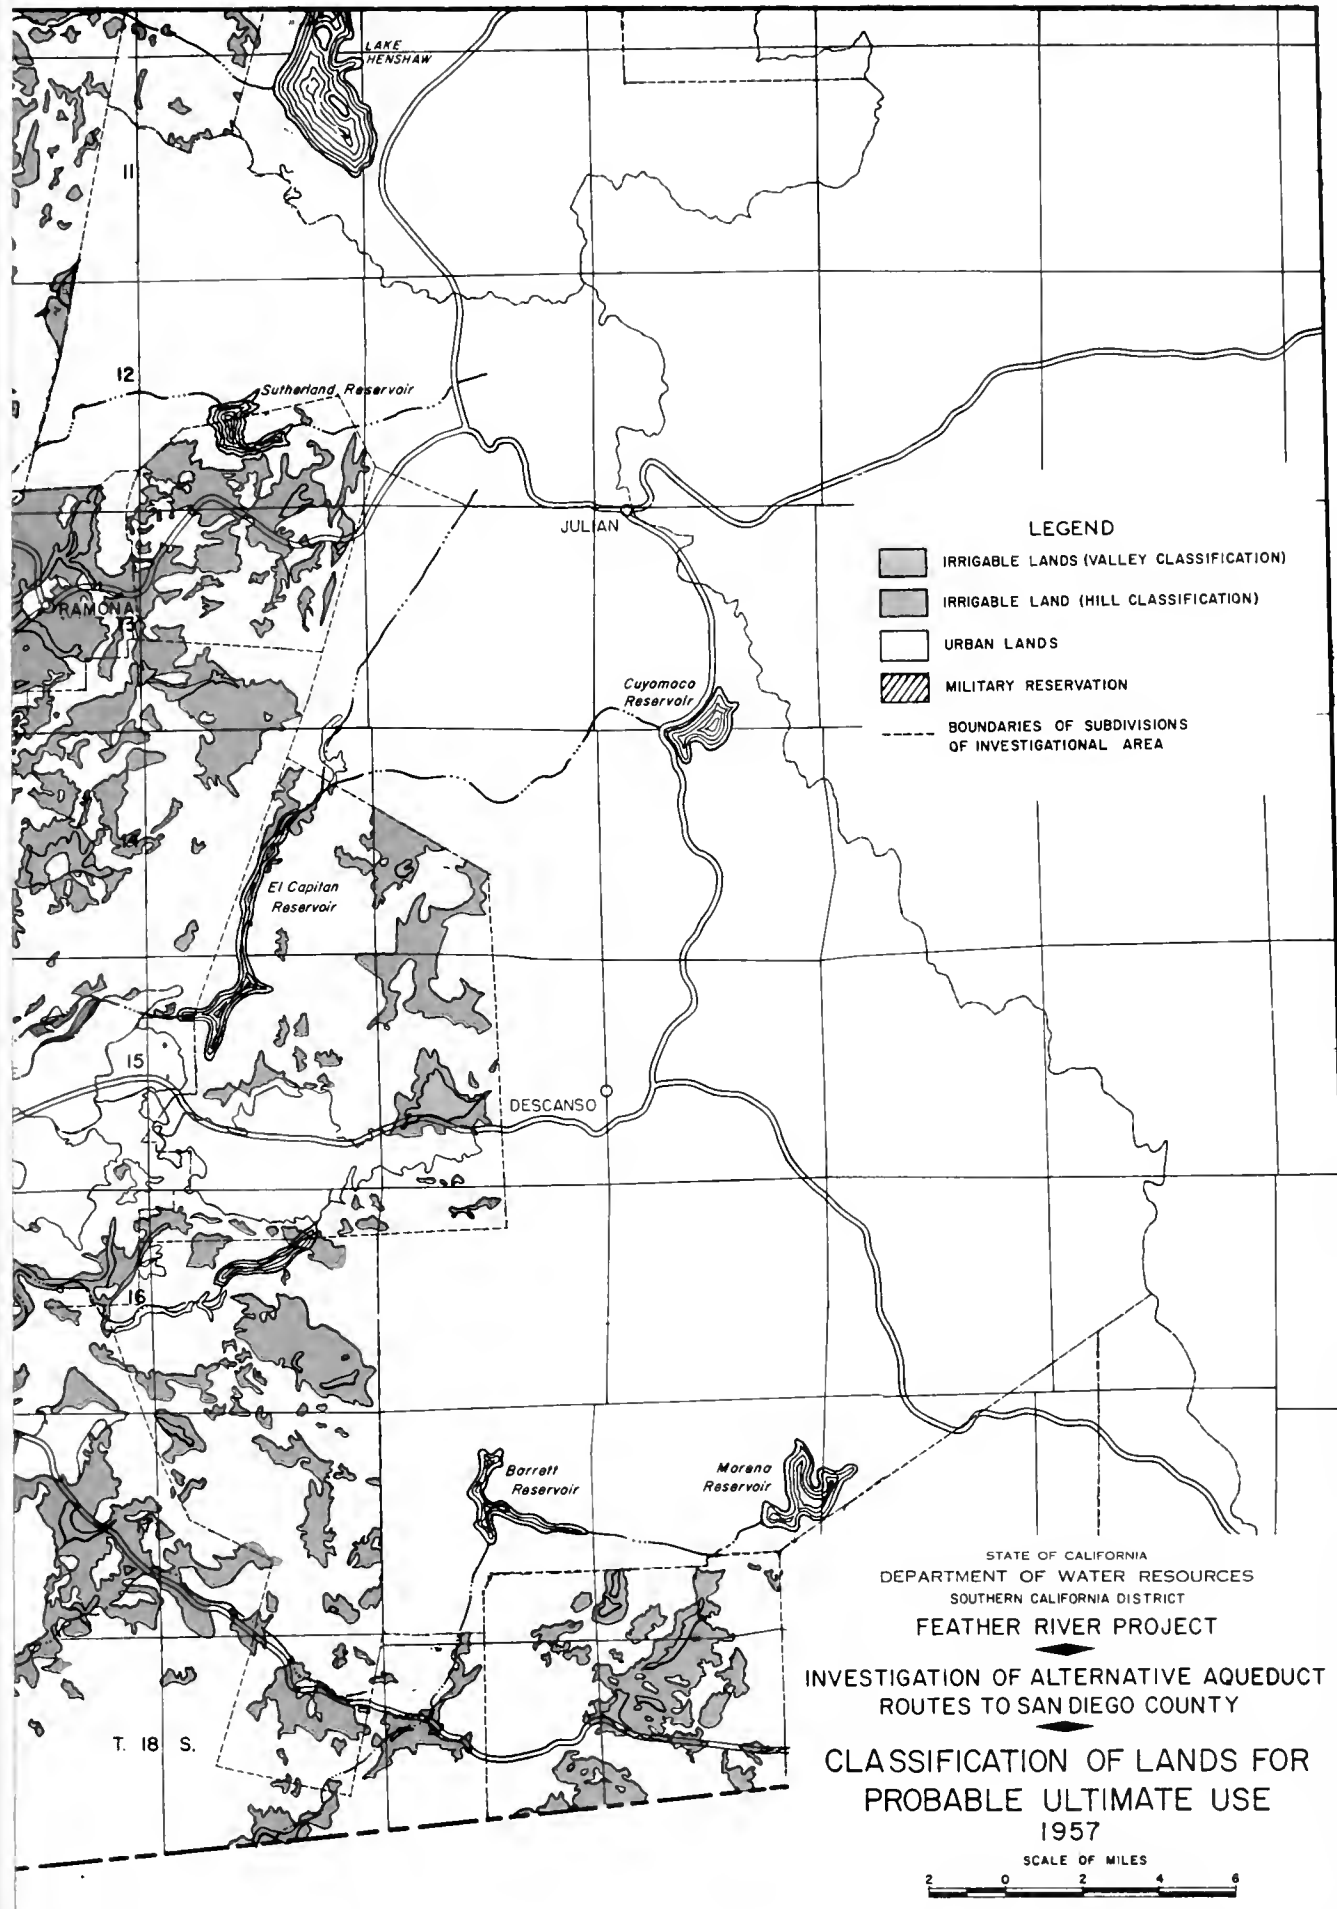 LAKE
HENSHAW
11
12
Sutherland Reservoir
JULIAN
RAMONA
13
Cuyamaca
Reservoir
14
El Capitan
Reservoir
15
DESCANSO
16
Barrett
Reservoir
Morena
Reservoir
17
T. 18 S.
LEGEND
IRRIGABLE LANDS (VALLEY CLASSIFICATION)
IRRIGABLE LAND (HILL CLASSIFICATION)
URBAN LANDS
MILITARY RESERVATION
BOUNDARIES OF SUBDIVISIONS
OF INVESTIGATIONAL AREA
STATE OF CALIFORNIA
DEPARTMENT OF WATER RESOURCES
SOUTHERN CALIFORNIA DISTRICT
FEATHER RIVER PROJECT
INVESTIGATION OF ALTERNATIVE AQUEDUCT
ROUTES TO SAN DIEGO COUNTY
CLASSIFICATION OF LANDS FOR
PROBABLE ULTIMATE USE
1957
SCALE OF MILES
2 0 2 4 6